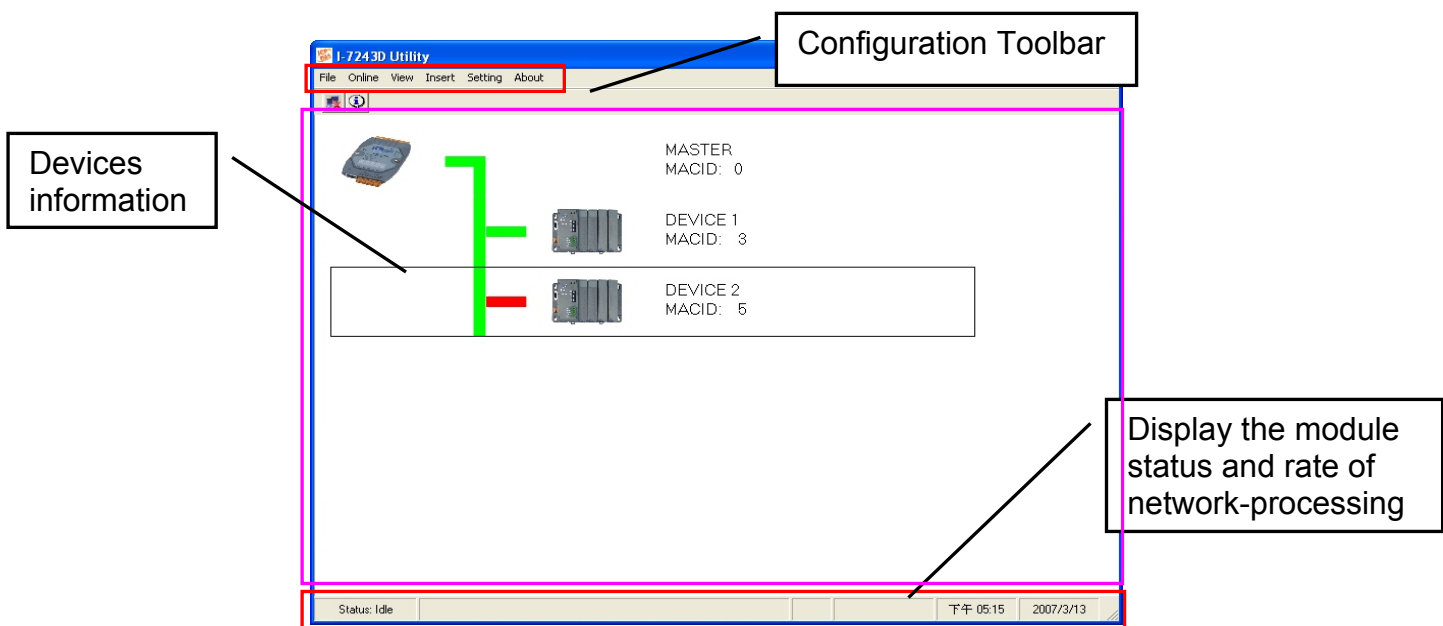 Configuration Toolbar
I-7243D Utility
File Online View Insert Setting About
Devices
information
MASTER
MACID: 0
DEVICE 1
MACID: 3
DEVICE 2
MACID: 5
Display the module
status and rate of
network-processing
Status: Idle
下午 05:15
2007/3/13